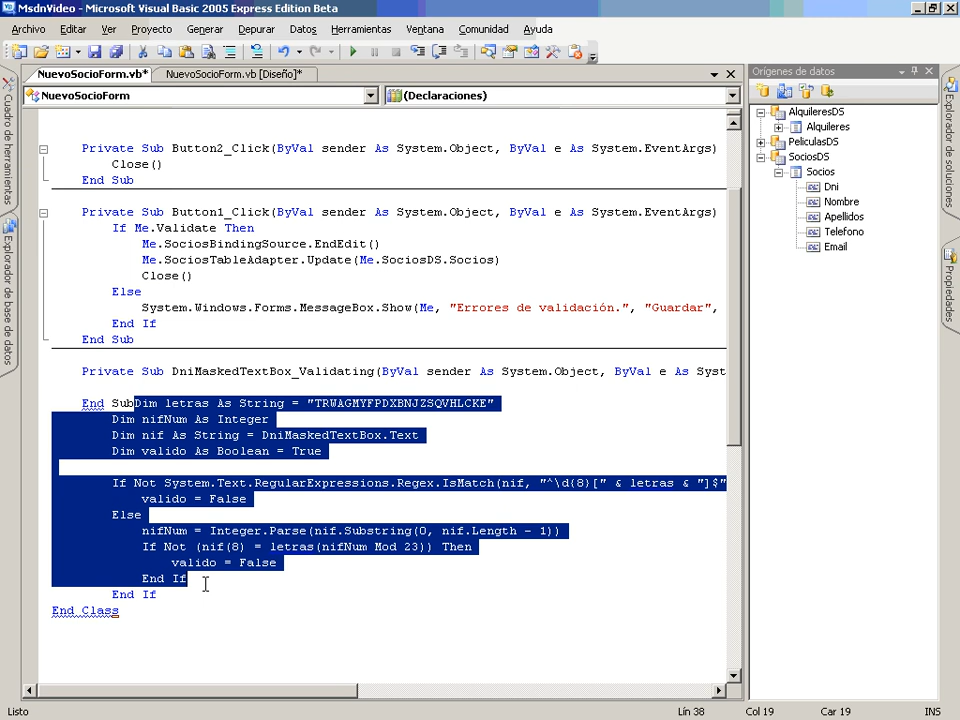 MsdnVideo - Microsoft Visual Basic 2005 Express Edition Beta
Archivo Editar Ver Proyecto Generar Depurar Datos Herramientas Ventana Comunidad Ayuda
NuevoSocioForm.vb* NuevoSocioForm.vb [Diseño]*
NuevoSocioForm (Declaraciones)
Private Sub Button2_Click(ByVal sender As System.Object, ByVal e As System.EventArgs)
Close()
End Sub
Private Sub Button1_Click(ByVal sender As System.Object, ByVal e As System.EventArgs)
If Me.Validate Then
Me.SociosBindingSource.EndEdit()
Me.SociosTableAdapter.Update(Me.SociosDS.Socios)
Close()
Else
System.Windows.Forms.MessageBox.Show(Me, "Errores de validación.", "Guardar",
End If
End Sub
Private Sub DniMaskedTextBox_Validating(ByVal sender As System.Object, ByVal e As Syst
End SubDim letras As String = "TRWAGMYFPDXBNJZSQVHLCKE"
Dim nifNum As Integer
Dim nif As String = DniMaskedTextBox.Text
Dim valido As Boolean = True
If Not System.Text.RegularExpressions.Regex.IsMatch(nif, "^\d{8}[" & letras & "]$"
valido = False
Else
nifNum = Integer.Parse(nif.Substring(0, nif.Length - 1))
If Not (nif(8) = letras(nifNum Mod 23)) Then
valido = False
End If
End If
End Class
Orígenes de datos
AlquileresDS
Alquileres
PeliculasDS
SociosDS
Socios
Dni
Nombre
Apellidos
Telefono
Email
Cuadro de herramientas
Explorador de base de datos
Explorador de soluciones
Propiedades
Listo Lín 38 Col 19 Car 19 INS